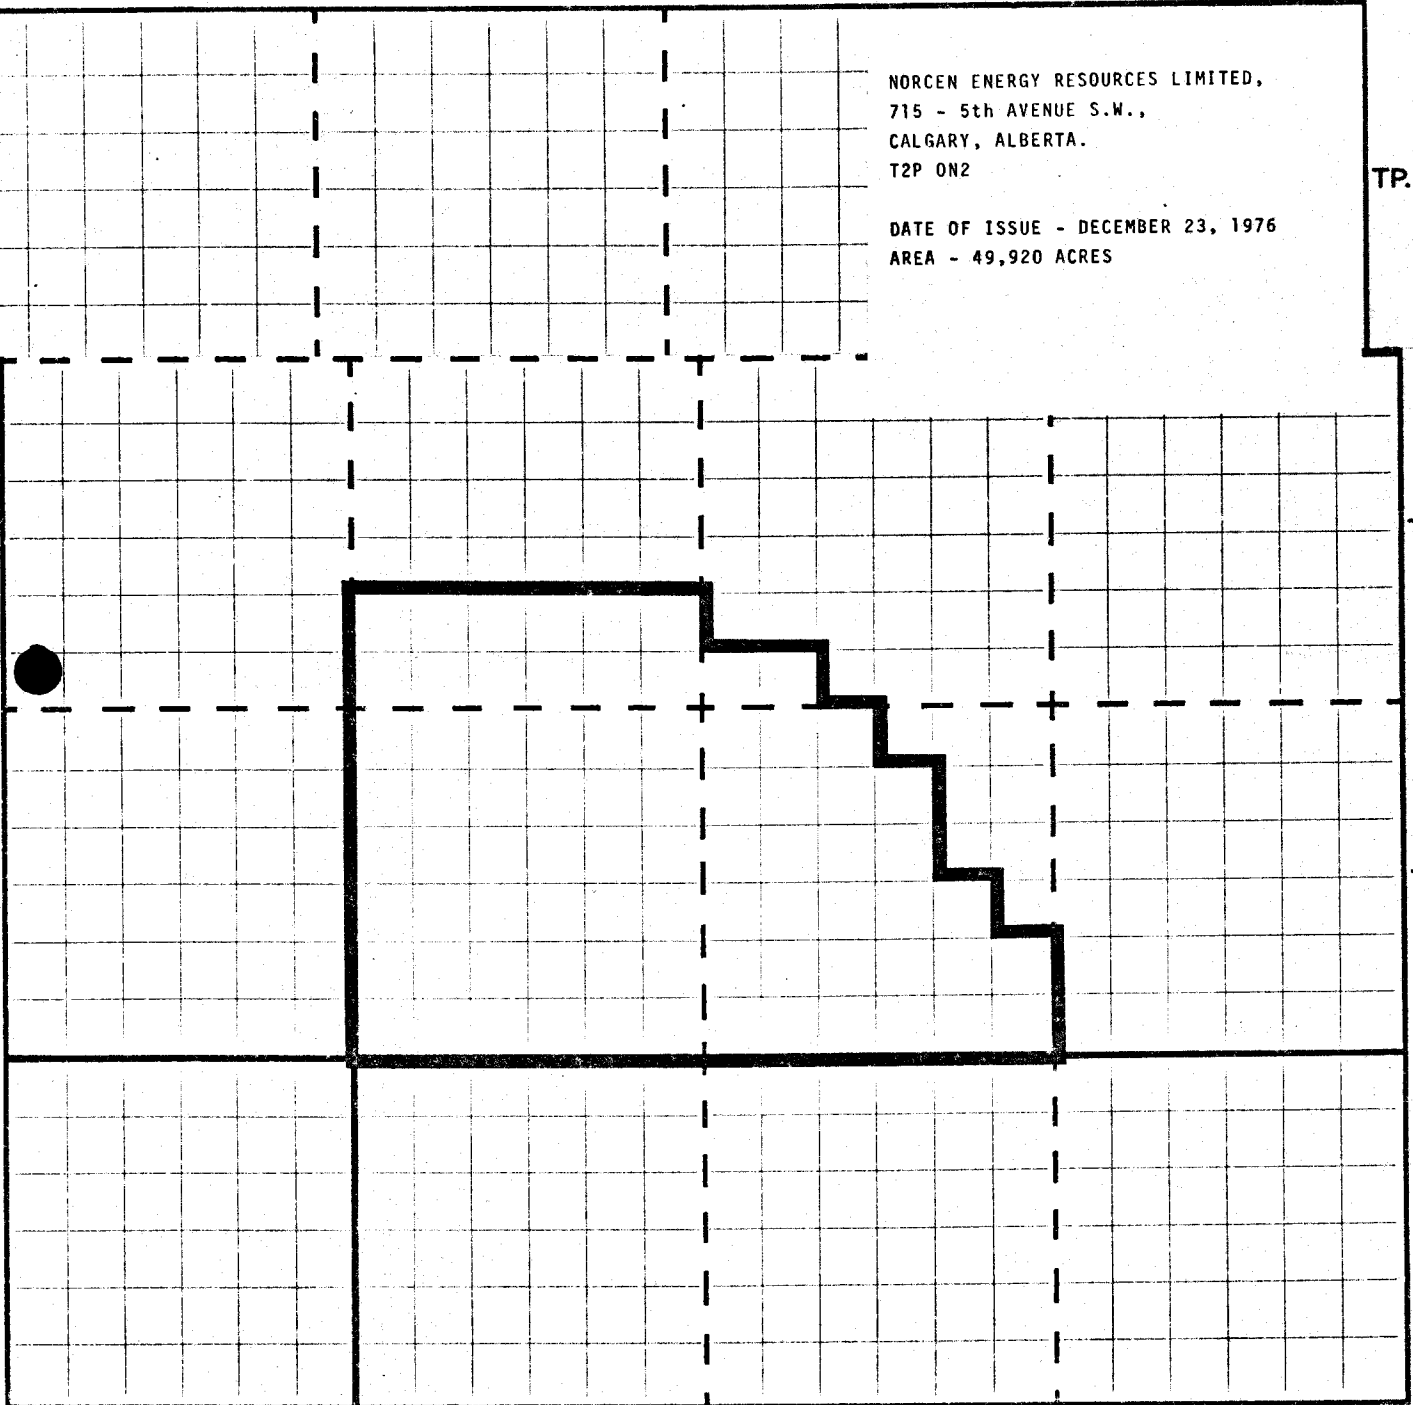 NORCEN ENERGY RESOURCES LIMITED,
715 - 5th AVENUE S.W.,
CALGARY, ALBERTA.
T2P ON2
DATE OF ISSUE - DECEMBER 23, 1976
AREA - 49,920 ACRES
TP.